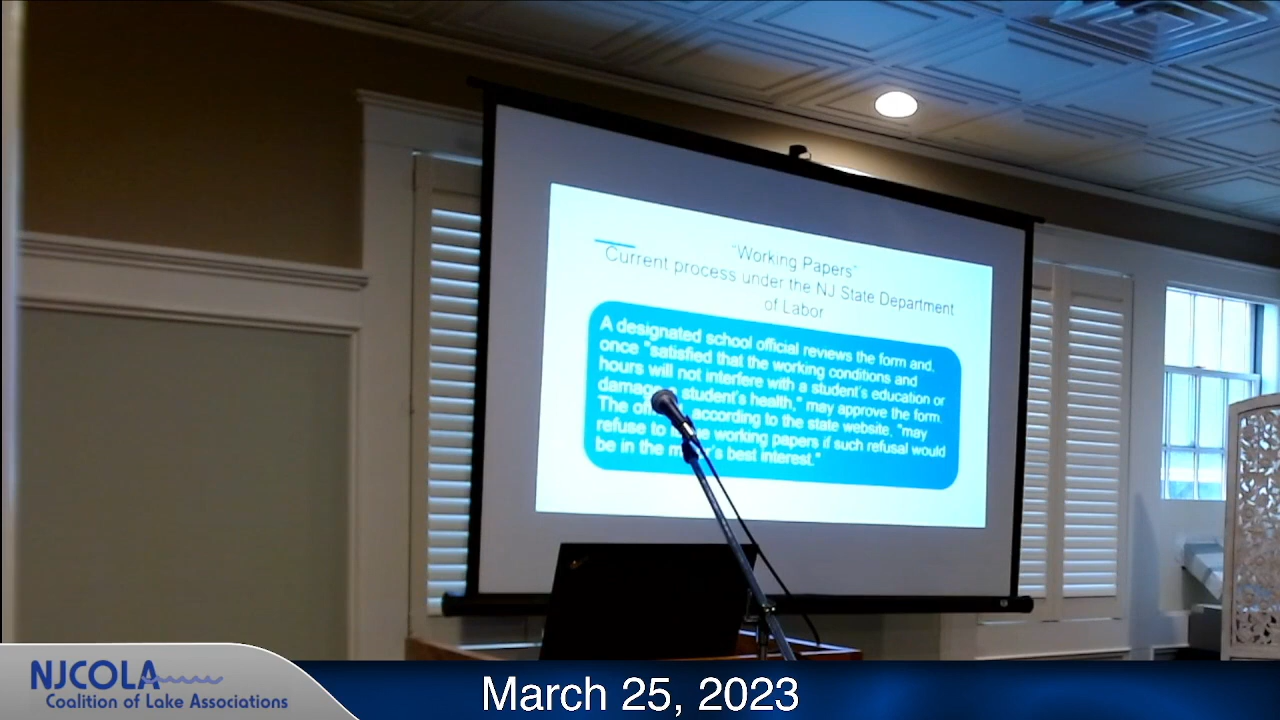 "Working Papers"
Current process under the NJ State Department
of Labor
A designated school official reviews the form and,
once "satisfied that the working conditions and
hours will not interfere with a student's education or
student's health," may approve the form.
The according to the state website, "may
refuse to working papers if such refusal would
be in the best interest."
NJCOLA
Coalition of Lake Associations
March 25, 2023